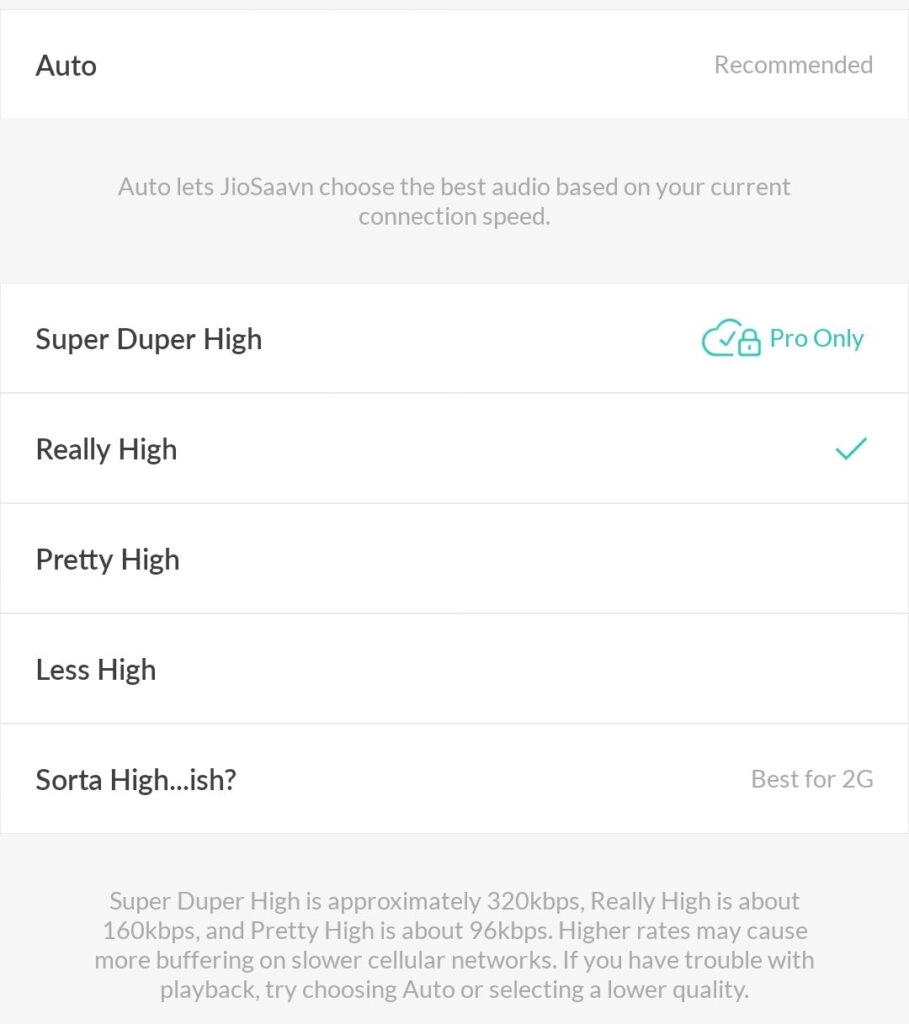 Auto
Recommended
Auto lets JioSaavn choose the best audio based on your current
connection speed.
Super Duper High
Pro Only
Really High
Pretty High
Less High
Sorta High...ish?
Best for 2G
Super Duper High is approximately 320kbps, Really High is about
160kbps, and Pretty High is about 96kbps. Higher rates may cause
more buffering on slower cellular networks. If you have trouble with
playback, try choosing Auto or selecting a lower quality.